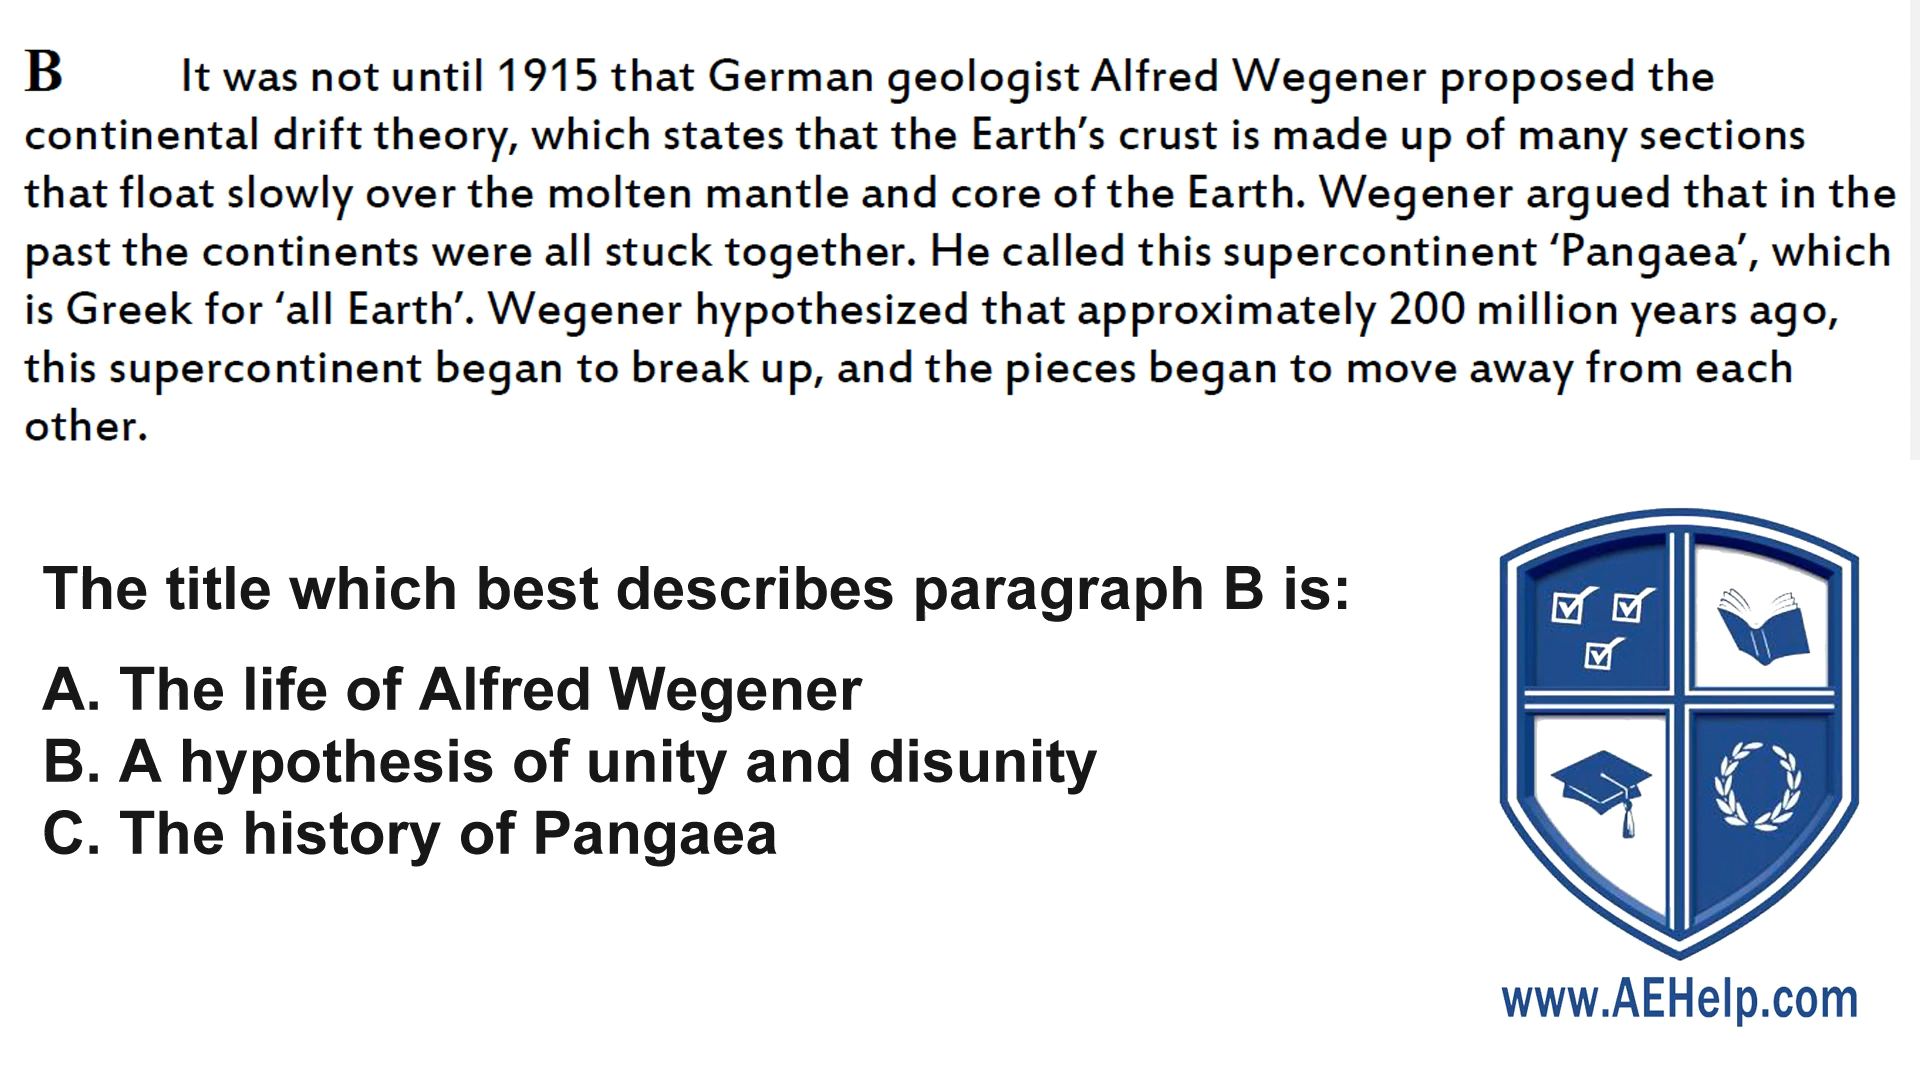 B It was not until 1915 that German geologist Alfred Wegener proposed the
continental drift theory, which states that the Earth’s crust is made up of many sections
that float slowly over the molten mantle and core of the Earth. Wegener argued that in the
past the continents were all stuck together. He called this supercontinent ‘Pangaea’, which
is Greek for ‘all Earth’. Wegener hypothesized that approximately 200 million years ago,
this supercontinent began to break up, and the pieces began to move away from each
other.
The title which best describes paragraph B is:
A. The life of Alfred Wegener
B. A hypothesis of unity and disunity
C. The history of Pangaea
www.AEHelp.com